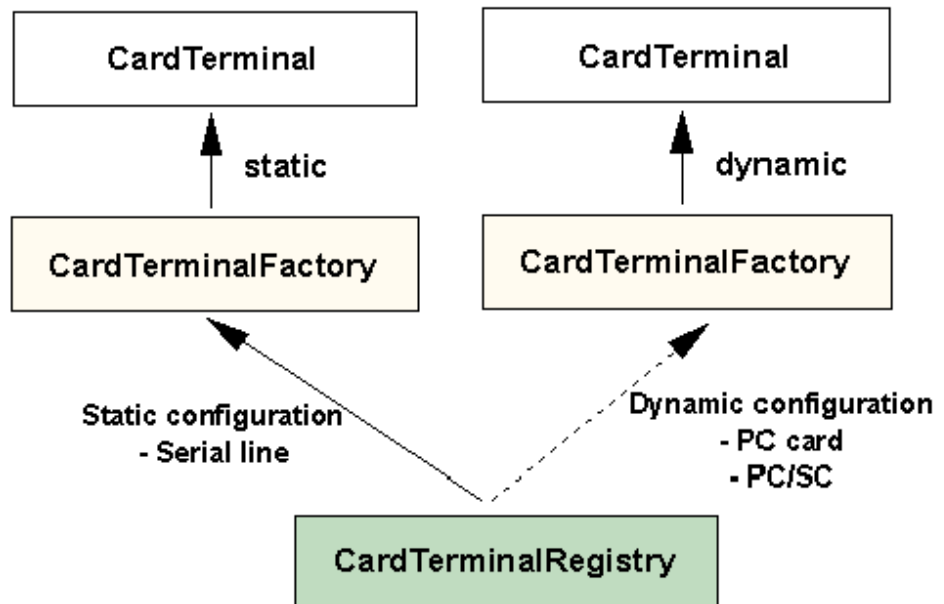 CardTerminal
CardTerminal
static
dynamic
CardTerminalFactory
CardTerminalFactory
Static configuration
- Serial line
Dynamic configuration
- PC card
- PC/SC
CardTerminalRegistry